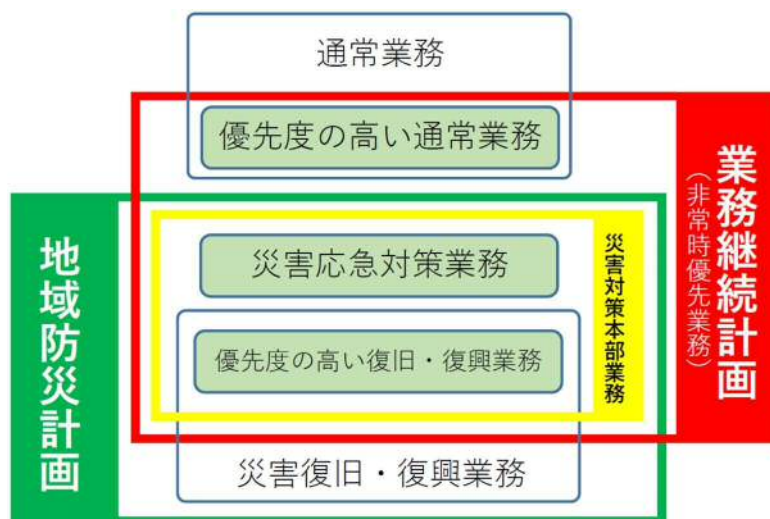 通常業務
優先度の高い通常業務
業務継続計画
（非常時優先業務）
地域防災計画
災害対策本部業務
災害応急対策業務
優先度の高い復旧・復興業務
災害復旧・復興業務